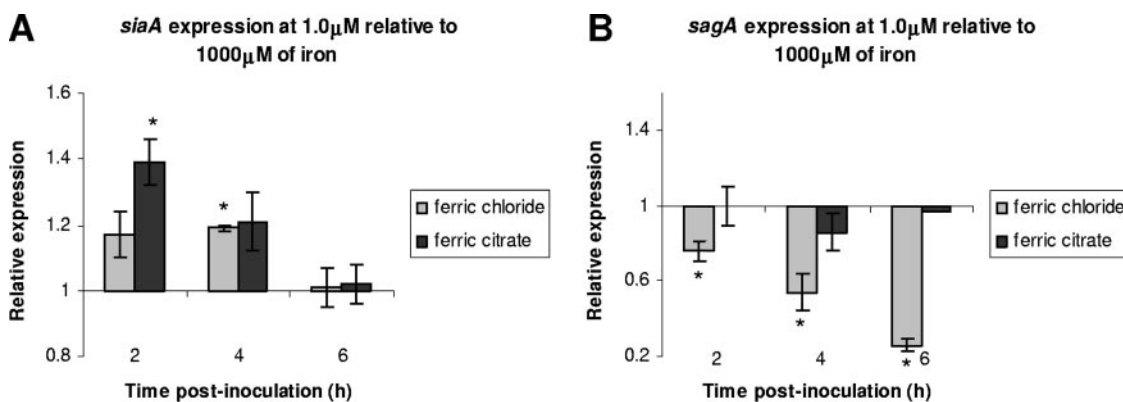 A
siaA expression at 1.0μM relative to
1000μM of iron
1.6
1.4
1.2
1
0.8
Relative expression
*
*
2
4
6
Time post-inoculation (h)
ferric chloride
ferric citrate
B
sagA expression at 1.0μM relative to
1000μM of iron
1.4
1
0.6
0.2
Relative expression
*
*
*
2
4
6
Time post-inoculation (h)
ferric chloride
ferric citrate